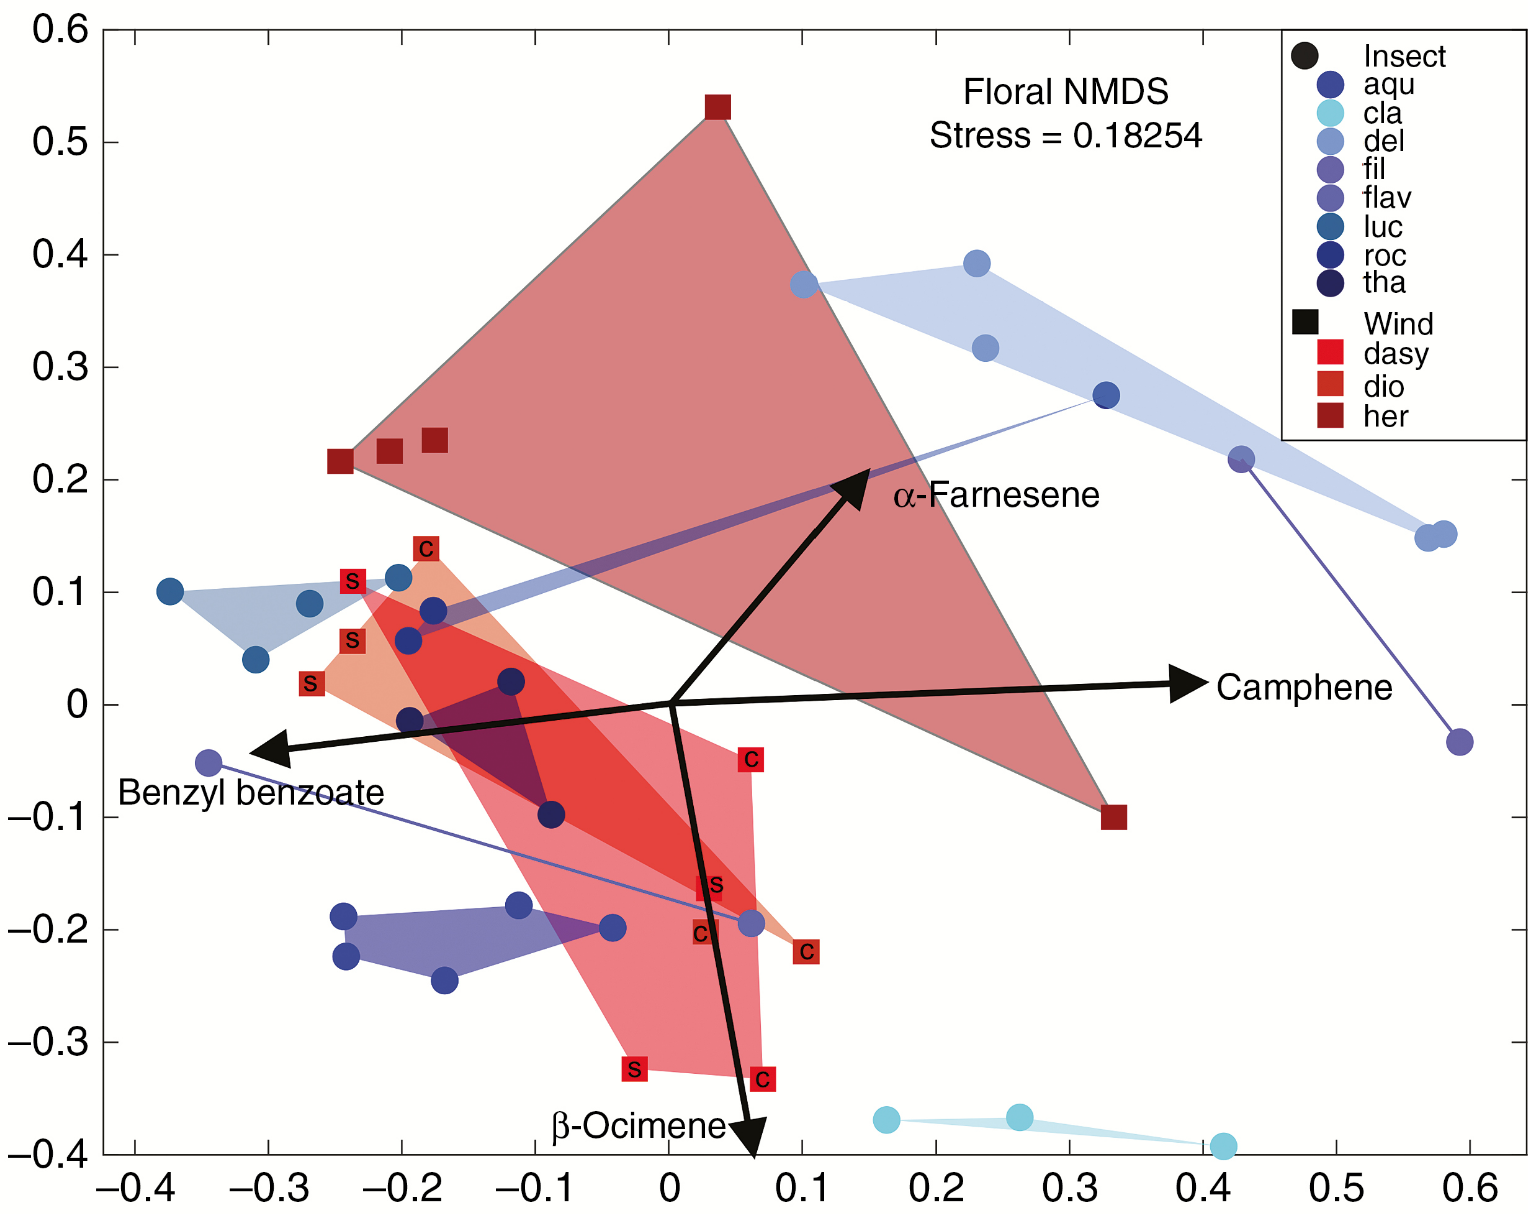 0.6
0.5
0.4
0.3
0.2
0.1
0
−0.1
−0.2
−0.3
−0.4
−0.4
−0.3
−0.2
−0.1
0
0.1
0.2
0.3
0.4
0.5
0.6
Floral NMDS
Stress = 0.18254
Insect
aqu
cla
del
fil
flav
luc
roc
tha
Wind
dasy
dio
her
α-Farnesene
Camphene
Benzyl benzoate
β-Ocimene
c
s
s
s
c
s
c
c
s
c